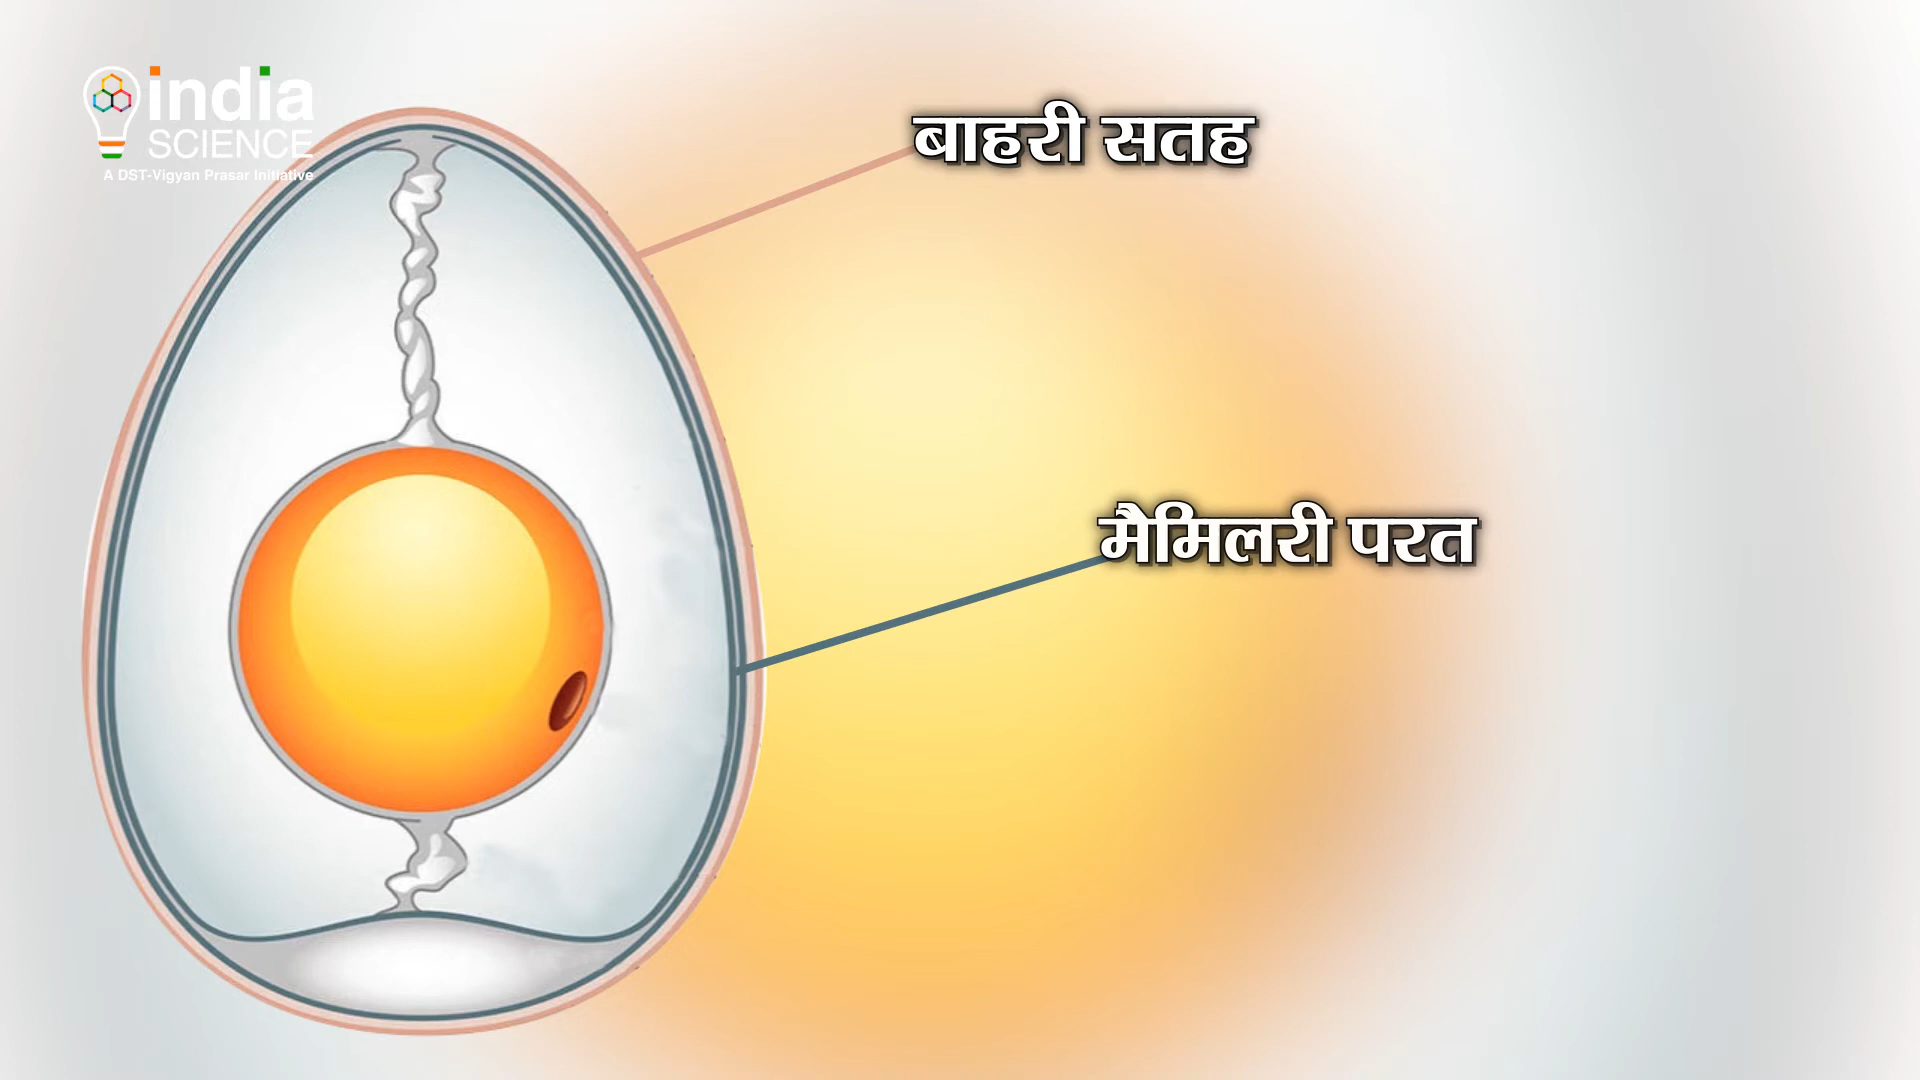 india
SCIENCE
A DST-Vigyan Prasar Initiative
बाहरी सतह
मैमिलरी परत